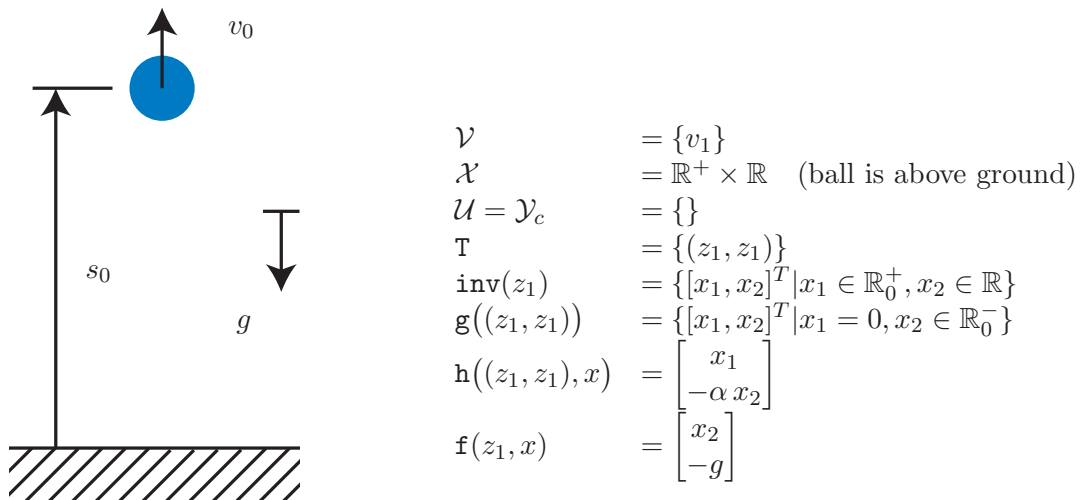 v₀
s₀
g
𝒱 = {v₁}
𝒳 = ℝ⁺ × ℝ (ball is above ground)
𝒰 = 𝒴_c = {}
T = {(z₁, z₁)}
inv(z₁) = {[x₁, x₂]ᵀ|x₁ ∈ ℝ₀⁺, x₂ ∈ ℝ}
g((z₁, z₁)) = {[x₁, x₂]ᵀ|x₁ = 0, x₂ ∈ ℝ₀⁻}
h((z₁, z₁), x) = [x₁; −α x₂]
f(z₁, x) = [x₂; −g]